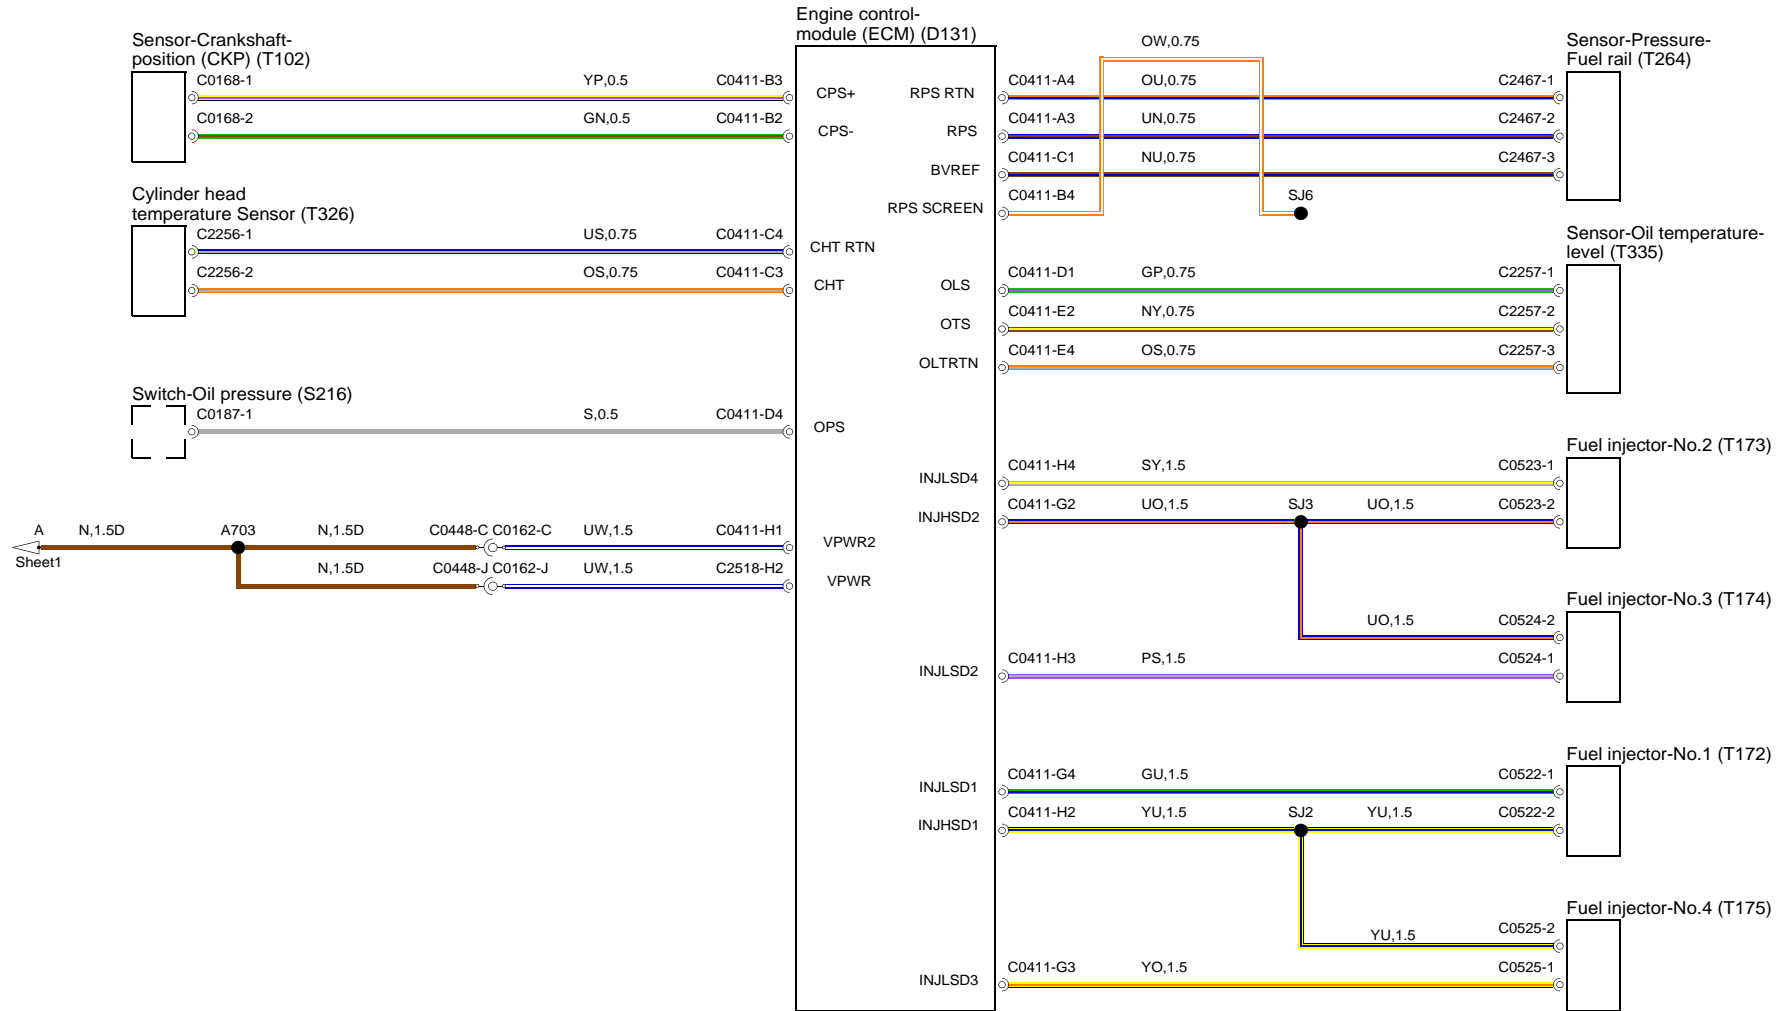 Engine control-
module (ECM) (D131)
Sensor-Crankshaft-
position (CKP) (T102)
C0168-1 YP,0.5 C0411-B3 CPS+
C0168-2 GN,0.5 C0411-B2 CPS-
Cylinder head
temperature Sensor (T326)
C2256-1 US,0.75 C0411-C4 CHT RTN
C2256-2 OS,0.75 C0411-C3 CHT
Switch-Oil pressure (S216)
C0187-1 S,0.5 C0411-D4 OPS
A N,1.5D A703 N,1.5D C0448-C C0162-C UW,1.5 C0411-H1 VPWR2
Sheet1
N,1.5D C0448-J C0162-J UW,1.5 C2518-H2 VPWR
OW,0.75
Sensor-Pressure-
Fuel rail (T264)
RPS RTN C0411-A4 OU,0.75 C2467-1
RPS C0411-A3 UN,0.75 C2467-2
BVREF C0411-C1 NU,0.75 C2467-3
RPS SCREEN C0411-B4 SJ6
Sensor-Oil temperature-
level (T335)
OLS C0411-D1 GP,0.75 C2257-1
OTS C0411-E2 NY,0.75 C2257-2
OLTRTN C0411-E4 OS,0.75 C2257-3
Fuel injector-No.2 (T173)
INJLSD4 C0411-H4 SY,1.5 C0523-1
INJHSD2 C0411-G2 UO,1.5 SJ3 UO,1.5 C0523-2
Fuel injector-No.3 (T174)
UO,1.5 C0524-2
INJLSD2 C0411-H3 PS,1.5 C0524-1
Fuel injector-No.1 (T172)
INJLSD1 C0411-G4 GU,1.5 C0522-1
INJHSD1 C0411-H2 YU,1.5 SJ2 YU,1.5 C0522-2
Fuel injector-No.4 (T175)
YU,1.5 C0525-2
INJLSD3 C0411-G3 YO,1.5 C0525-1